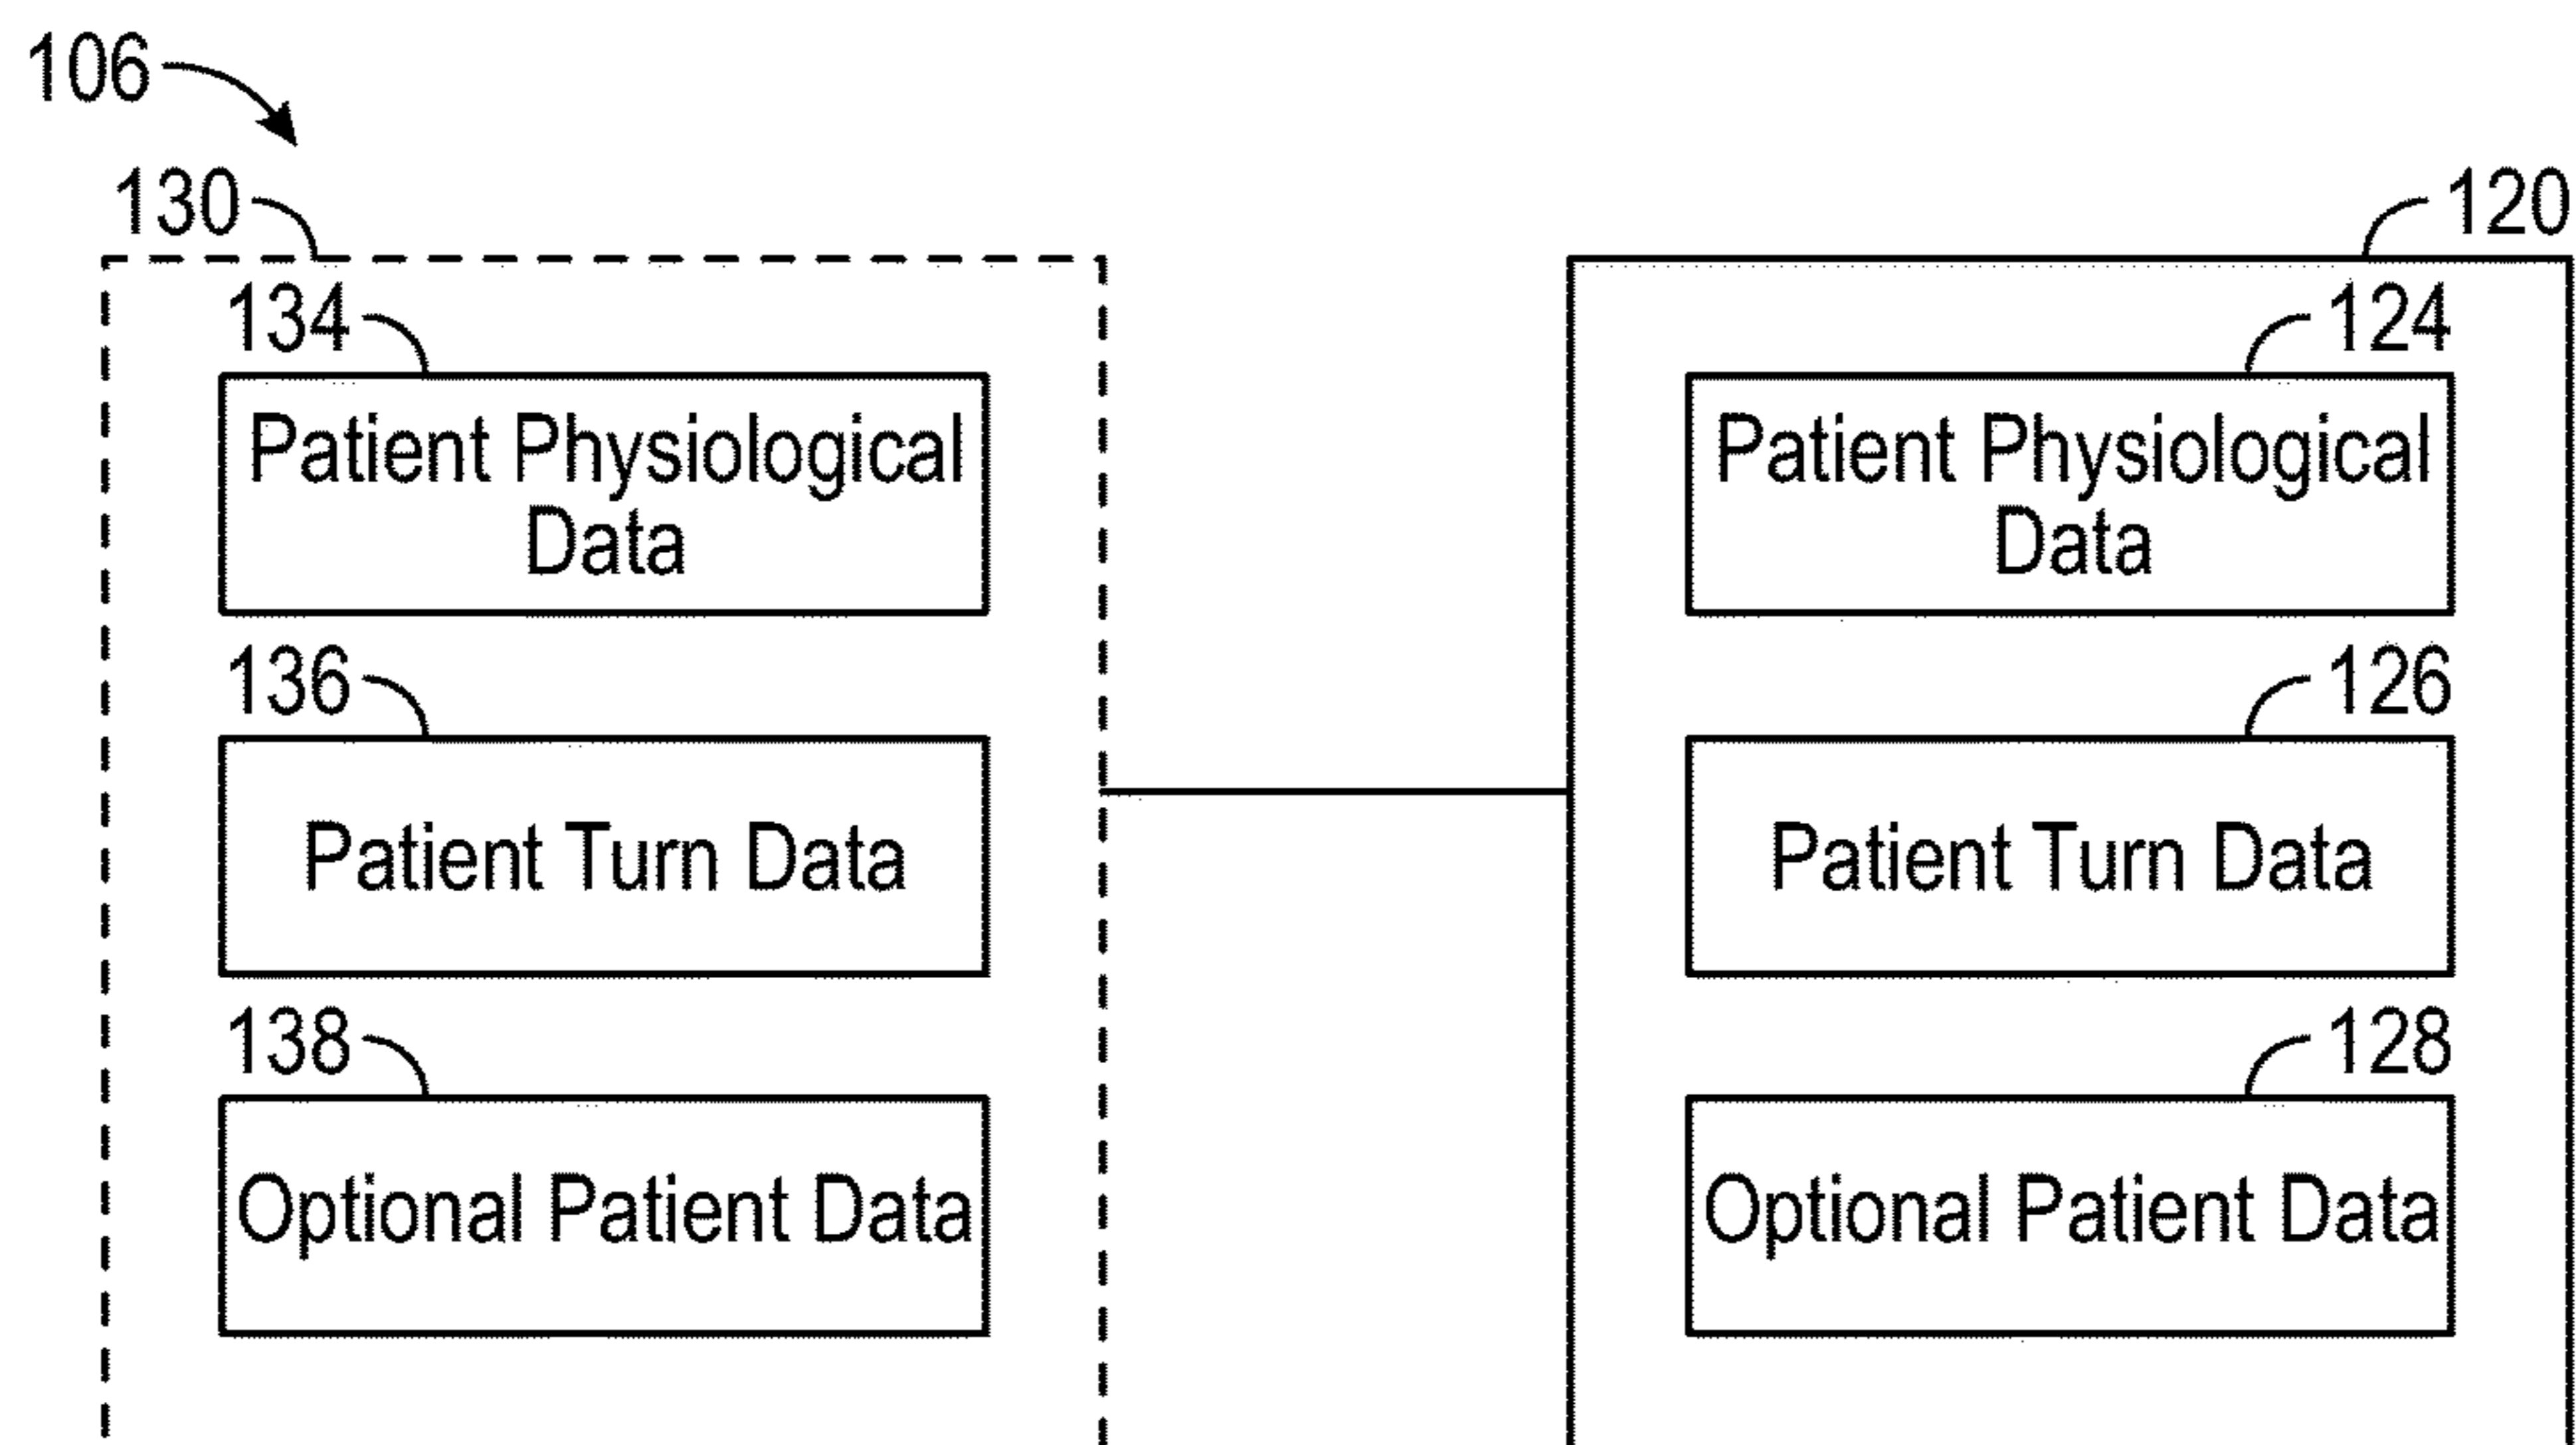 106
130
134
Patient Physiological
Data
136
Patient Turn Data
138
Optional Patient Data
120
124
Patient Physiological
Data
126
Patient Turn Data
128
Optional Patient Data